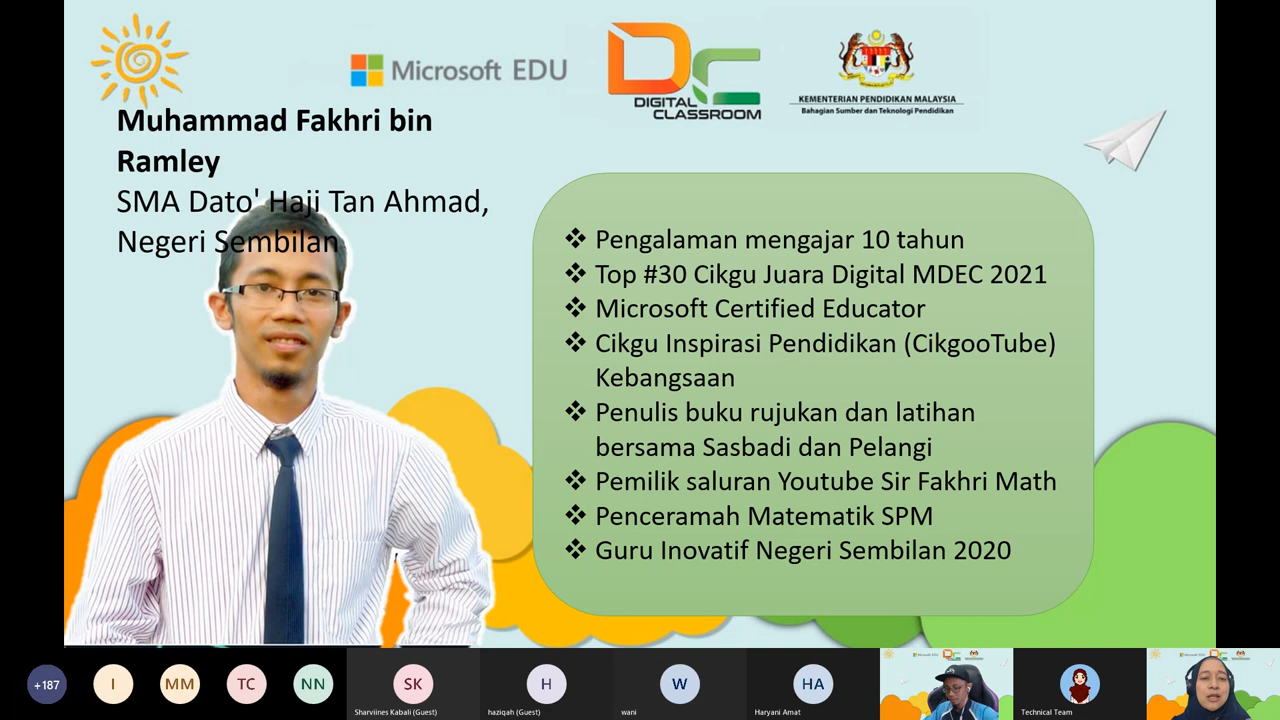 Microsoft EDU
DC
DIGITAL
CLASSROOM
KEMENTERIAN PENDIDIKAN MALAYSIA
Bahagian Sumber dan Teknologi Pendidikan
Muhammad Fakhri bin
Ramley
SMA Dato' Haji Tan Ahmad,
Negeri Sembilan
❖ Pengalaman mengajar 10 tahun
❖ Top #30 Cikgu Juara Digital MDEC 2021
❖ Microsoft Certified Educator
❖ Cikgu Inspirasi Pendidikan (CikgooTube)
Kebangsaan
❖ Penulis buku rujukan dan latihan
bersama Sasbadi dan Pelangi
❖ Pemilik saluran Youtube Sir Fakhri Math
❖ Penceramah Matematik SPM
❖ Guru Inovatif Negeri Sembilan 2020
+187
I
MM
TC
NN
SK
Sharviines Kabali (Guest)
H
haziqah (Guest)
W
wani
HA
Haryani Amat
Technical Team